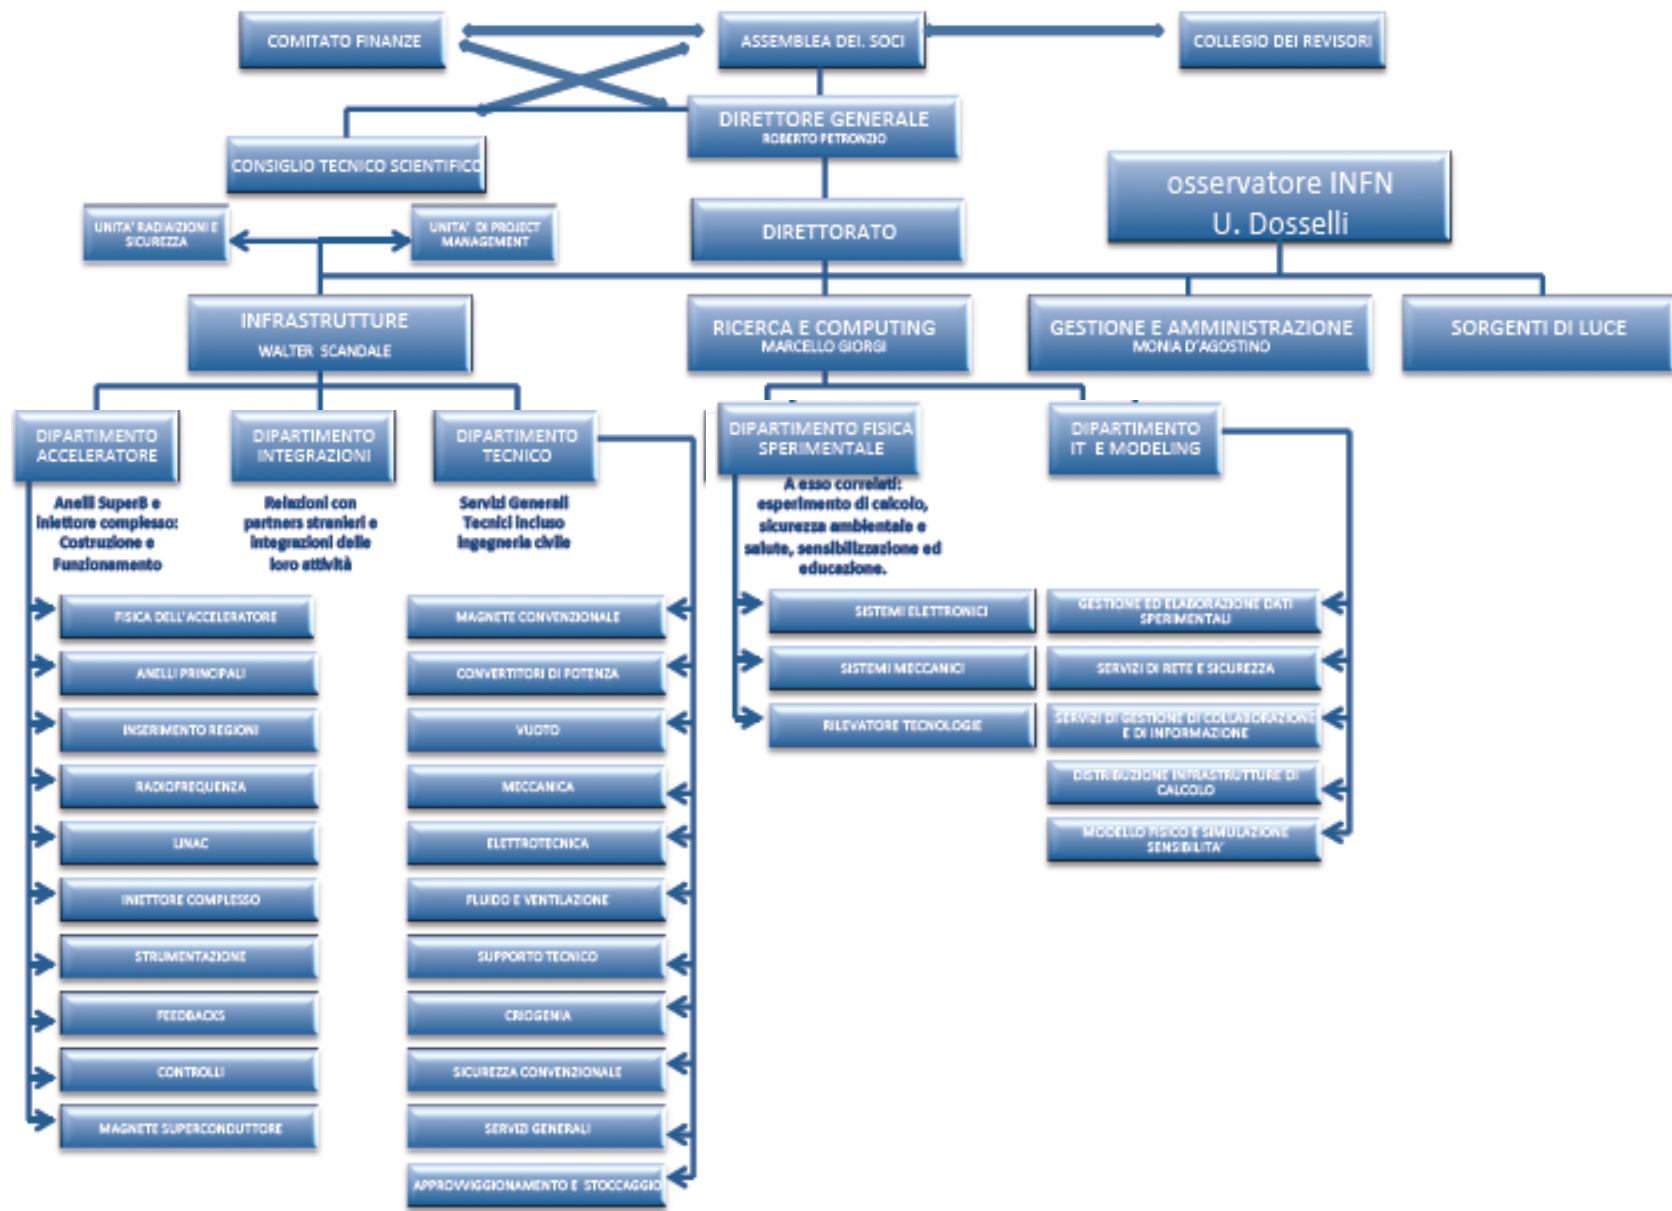 COMITATO FINANZE
ASSEMBLEA DEI. SOCI
COLLEGIO DEI REVISORI
DIRETTORE GENERALE
ROBERTO PETRONZIO
CONSIGLIO TECNICO SCIENTIFICO
osservatore INFN
U. Dosselli
UNITA' RADIAIZIONI E
SICUREZZA
UNITA' DI PROJECT
MANAGEMENT
DIRETTORATO
INFRASTRUTTURE
WALTER SCANDALE
RICERCA E COMPUTING
MARCELLO GIORGI
GESTIONE E AMMINISTRAZIONE
MONIA D'AGOSTINO
SORGENTI DI LUCE
DIPARTIMENTO
ACCELERATORE
DIPARTIMENTO
INTEGRAZIONI
DIPARTIMENTO
TECNICO
DIPARTIMENTO FISICA
SPERIMENTALE
DIPARTIMENTO
IT E MODELING
Anelli SuperB e
Iniettore complesso:
Costruzione e
Funzionamento
Relazioni con
partners stranieri e
integrazioni delle
loro attività
Servizi Generali
Tecnici incluso
ingegneria civile
A esso correlati:
esperimento di calcolo,
sicurezza ambientale e
salute, sensibilizzazione ed
educazione.
FISICA DELL'ACCELERATORE
ANELLI PRINCIPALI
INSERIMENTO REGIONI
RADIOFREQUENZA
LINAC
INIETTORE COMPLESSO
STRUMENTAZIONE
FEEDBACKS
CONTROLLI
MAGNETE SUPERCONDUTTORE
MAGNETE CONVENZIONALE
CONVERTITORI DI POTENZA
VUOTO
MECCANICA
ELETTROTECNICA
FLUIDO E VENTILAZIONE
SUPPORTO TECNICO
CRIOGENIA
SICUREZZA CONVENZIONALE
SERVIZI GENERALI
APPROVVIGGIONAMENTO E STOCCAGGIO
SISTEMI ELETTRONICI
SISTEMI MECCANICI
RILEVATORE TECNOLOGIE
GESTIONE ED ELABORAZIONE DATI
SPERIMENTALI
SERVIZI DI RETE E SICUREZZA
SERVIZI DI GESTIONE DI COLLABORAZIONE
E DI INFORMAZIONE
DISTRIBUZIONE INFRASTRUTTURE DI
CALCOLO
MODELLO FISICO E SIMULAZIONE
SENSIBILITA'